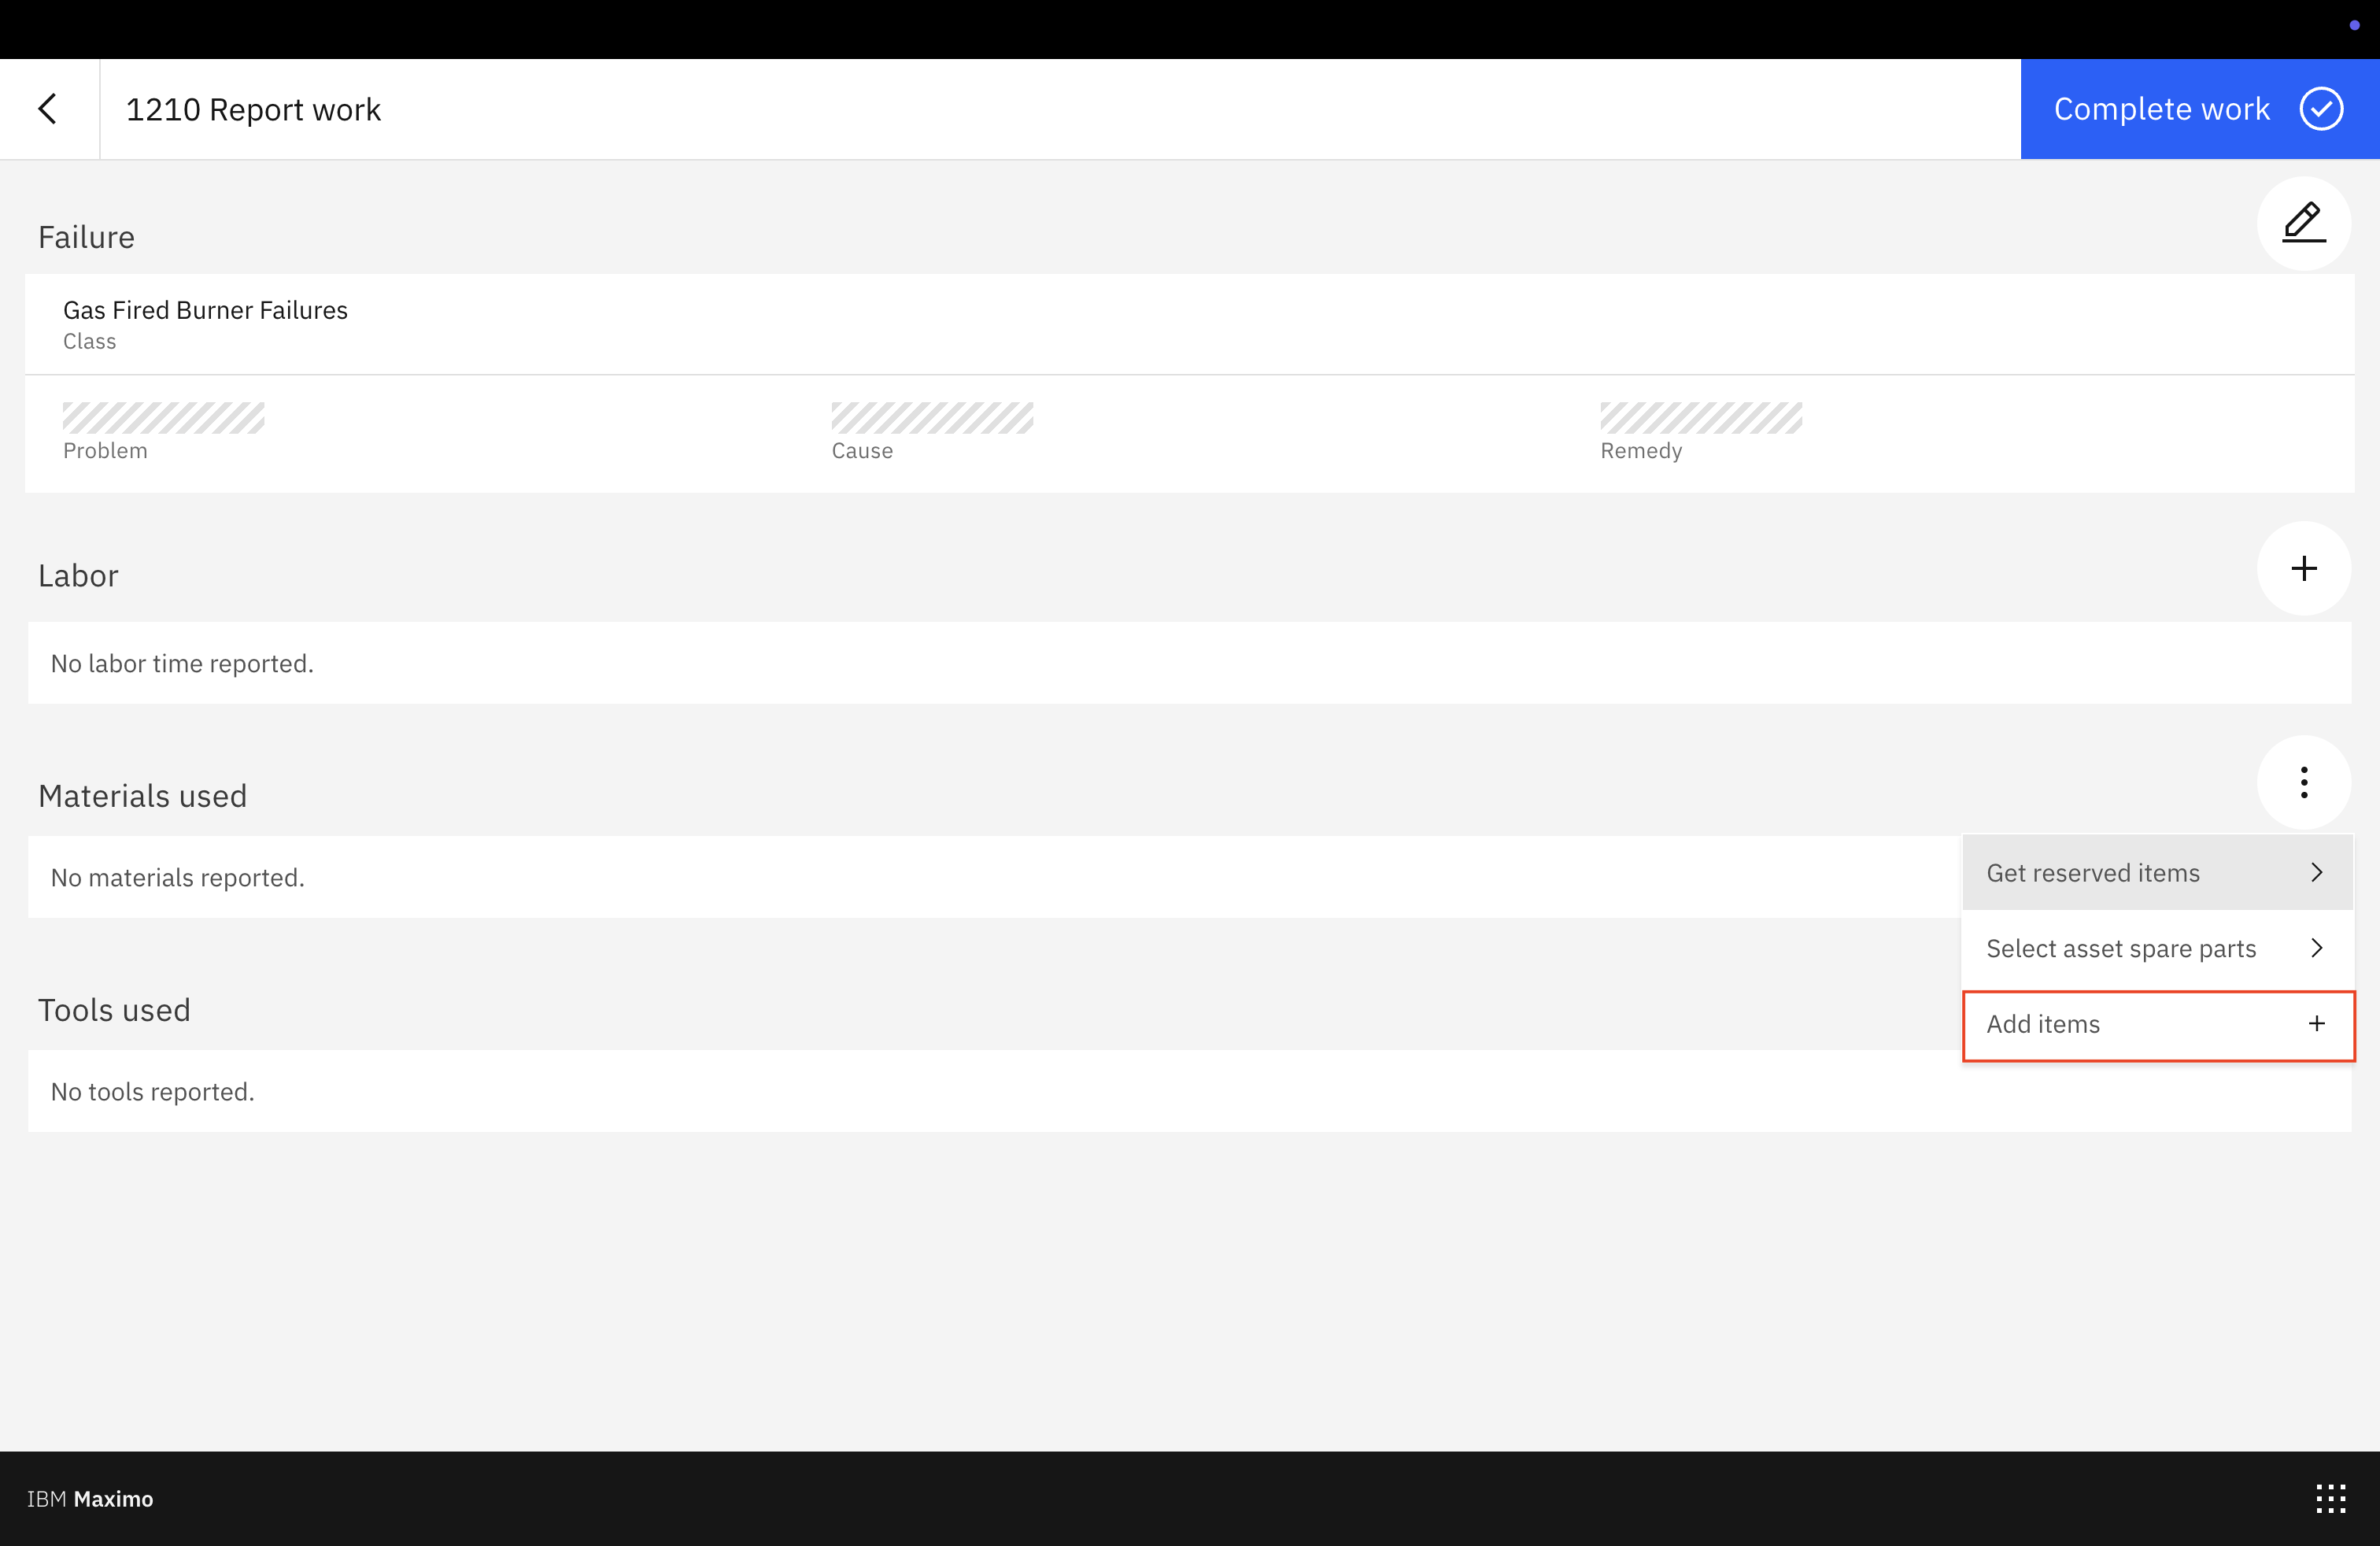 1210 Report work
Complete work
Failure
Gas Fired Burner Failures
Class
Problem
Cause
Remedy
Labor
No labor time reported.
Materials used
No materials reported.
Get reserved items
Select asset spare parts
Add items
Tools used
No tools reported.
IBM Maximo